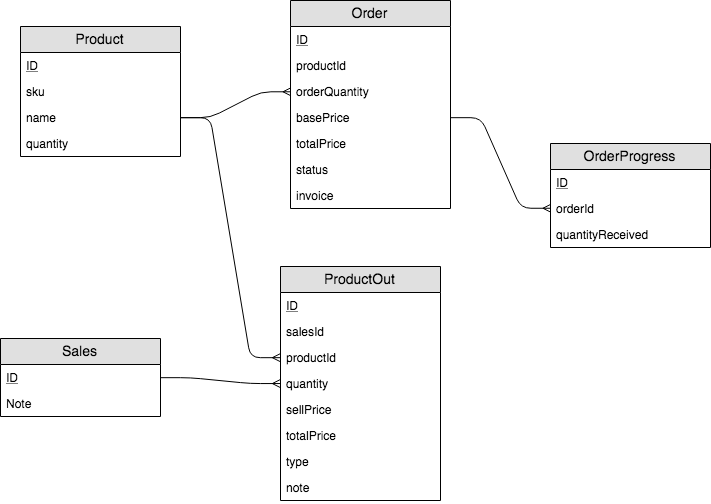 Product
ID
sku
name
quantity
Order
ID
productId
orderQuantity
basePrice
totalPrice
status
invoice
OrderProgress
ID
orderId
quantityReceived
ProductOut
ID
salesId
productId
quantity
sellPrice
totalPrice
type
note
Sales
ID
Note